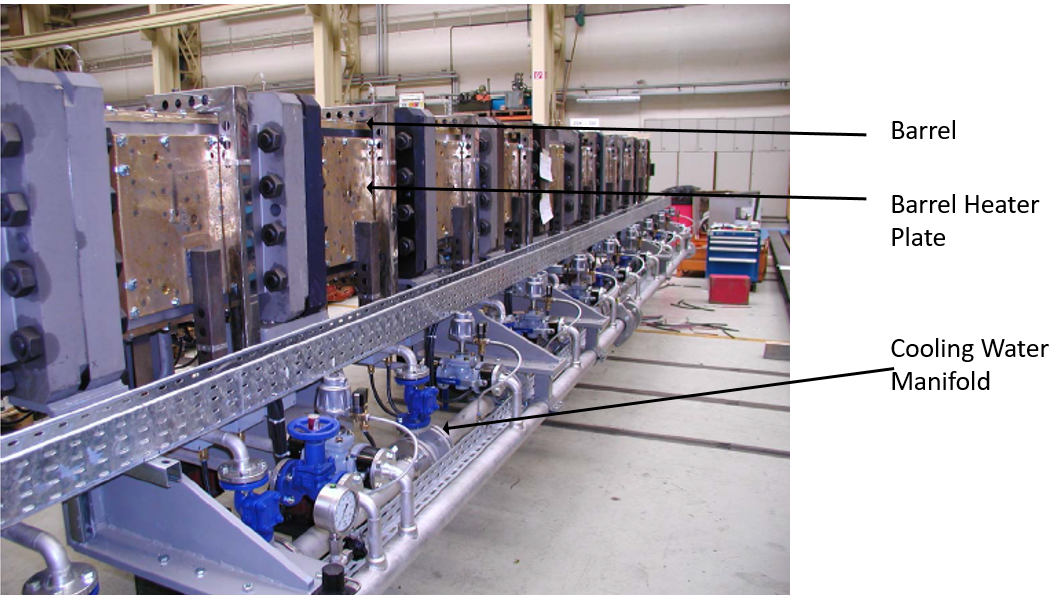 Barrel
Barrel Heater
Plate
Cooling Water
Manifold